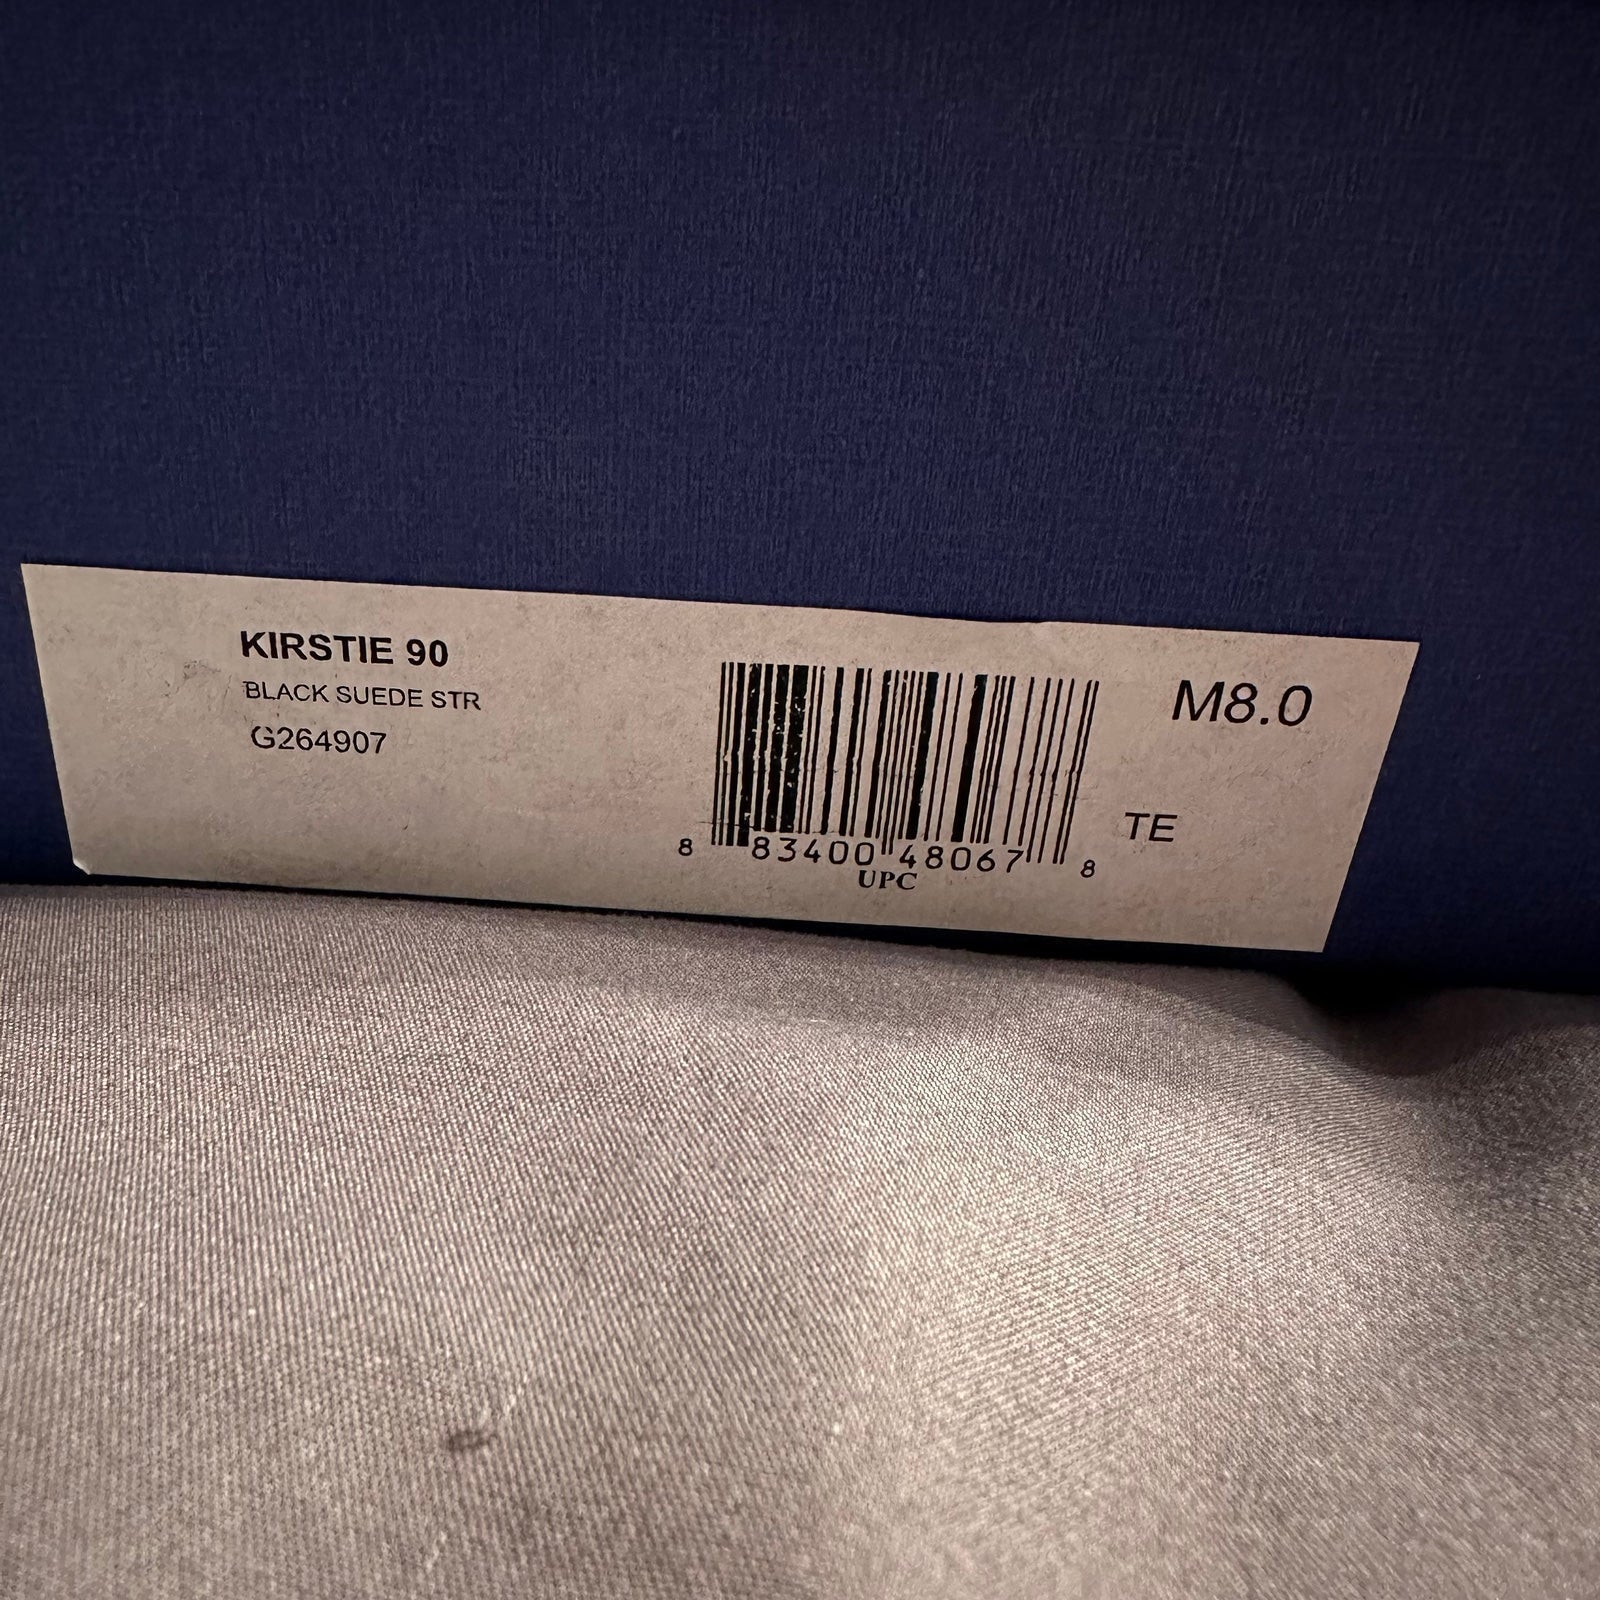 KIRSTIE 90
BLACK SUEDE STR
G264907
M8.0
TE
8 83400 48067 8
UPC